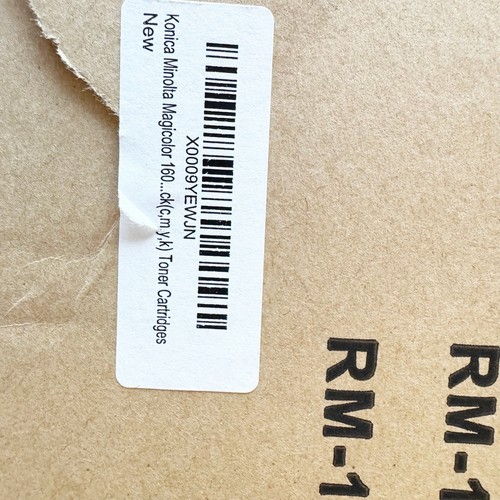 X0009YEWJN
Konica Minolta Magicolor 160...ck(c,m,y,k) Toner Cartridges
New
RM-1
RM-1